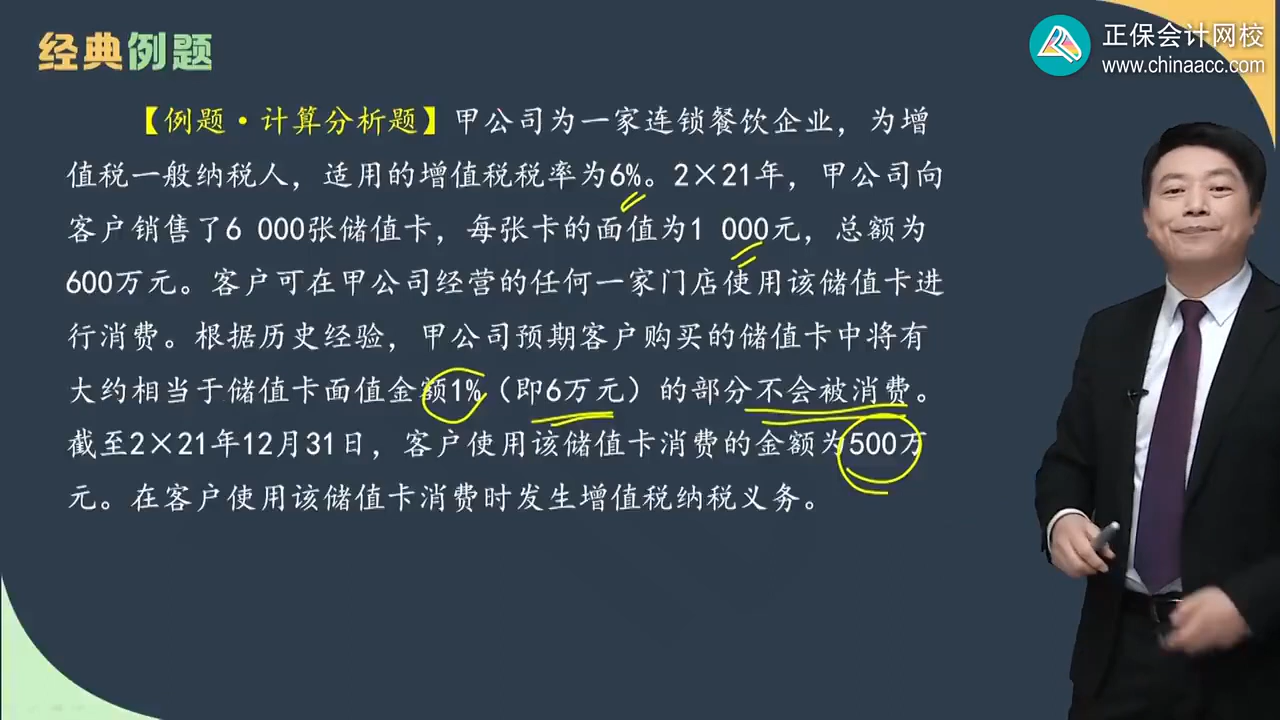 经典例题
正保会计网校
www.chinaacc.com
【例题·计算分析题】甲公司为一家连锁餐饮企业，为增
值税一般纳税人，适用的增值税税率为6%。2×21年，甲公司向
客户销售了6 000张储值卡，每张卡的面值为1 000元，总额为
600万元。客户可在甲公司经营的任何一家门店使用该储值卡进
行消费。根据历史经验，甲公司预期客户购买的储值卡中将有
大约相当于储值卡面值金额1%（即6万元）的部分不会被消费。
截至2×21年12月31日，客户使用该储值卡消费的金额为500万
元。在客户使用该储值卡消费时发生增值税纳税义务。